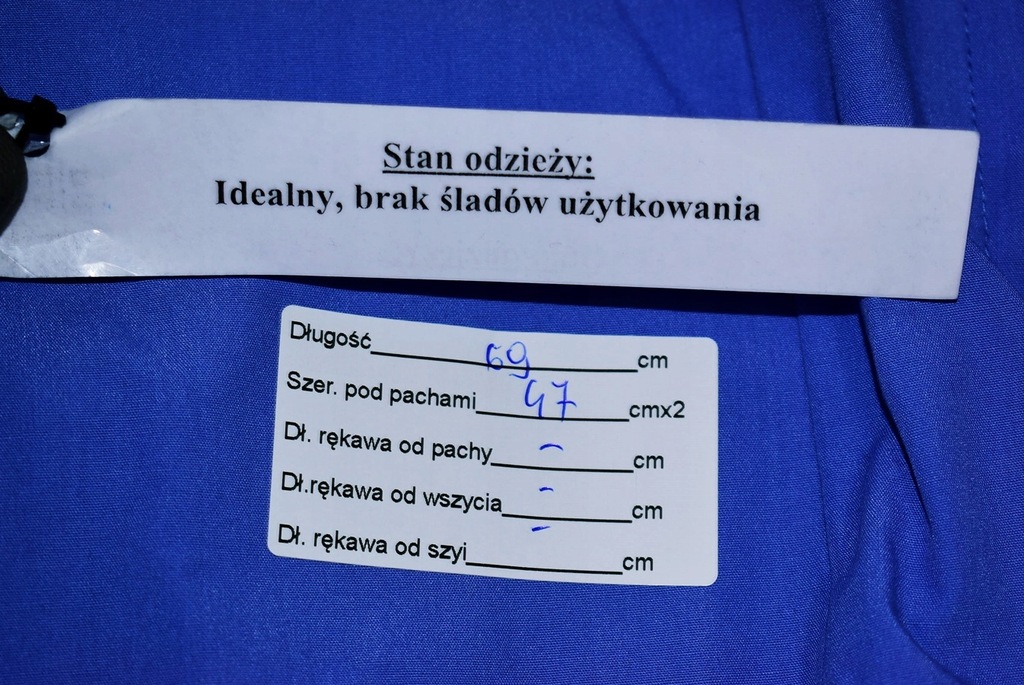 Stan odzieży:
Idealny, brak śladów użytkowania
Długość 69 cm
Szer. pod pachami 47 cmx2
Dł. rękawa od pachy - cm
Dł.rękawa od wszycia - cm
Dł. rękawa od szyi - cm